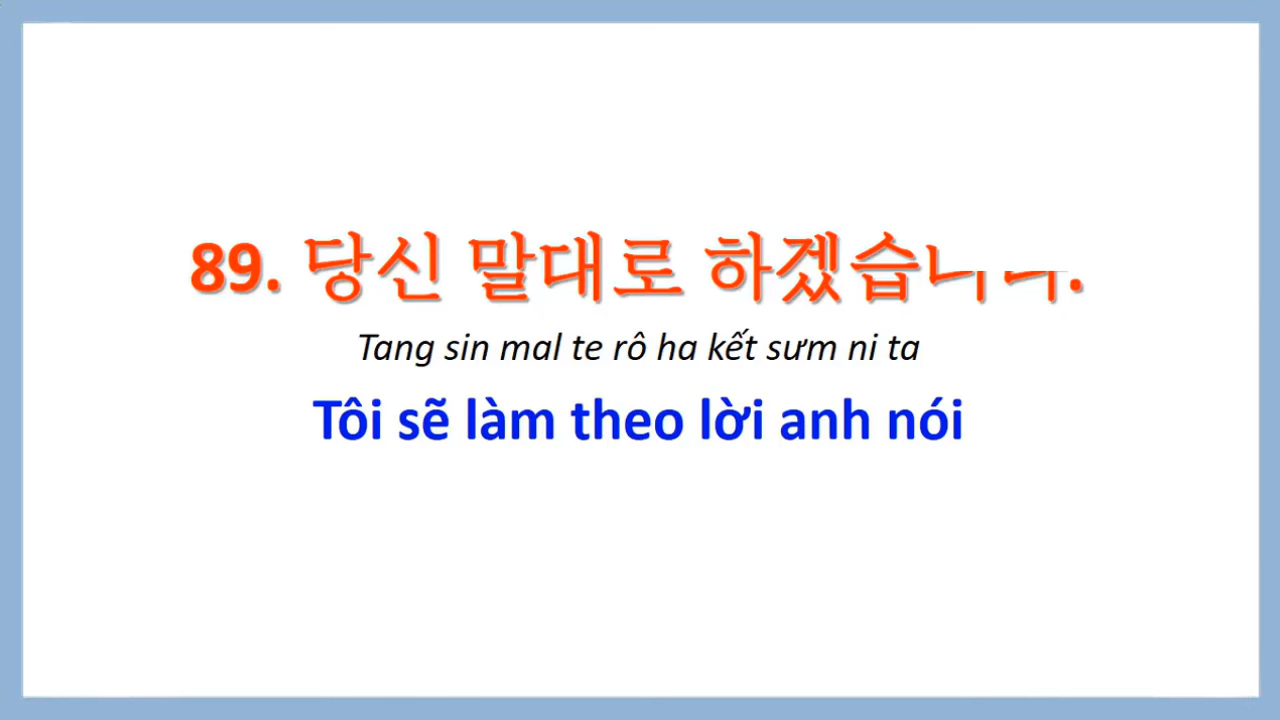 89. 당신 말대로 하겠습니다.
Tang sin mal te rô ha kết sưm ni ta
Tôi sẽ làm theo lời anh nói